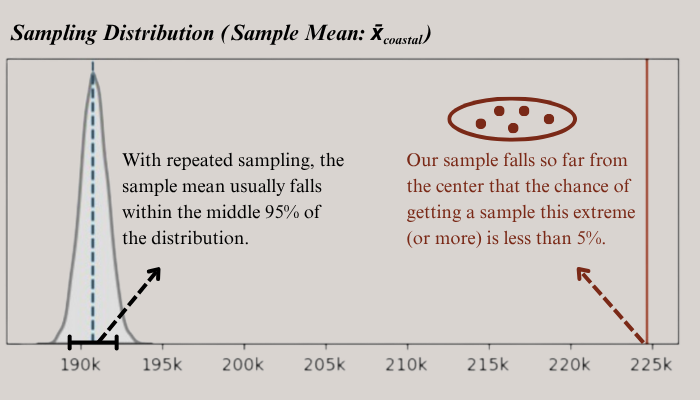 Sampling Distribution (Sample Mean: x̄coastal)
With repeated sampling, the
sample mean usually falls
within the middle 95% of
the distribution.
Our sample falls so far from
the center that the chance of
getting a sample this extreme
(or more) is less than 5%.
190k 195k 200k 205k 210k 215k 220k 225k